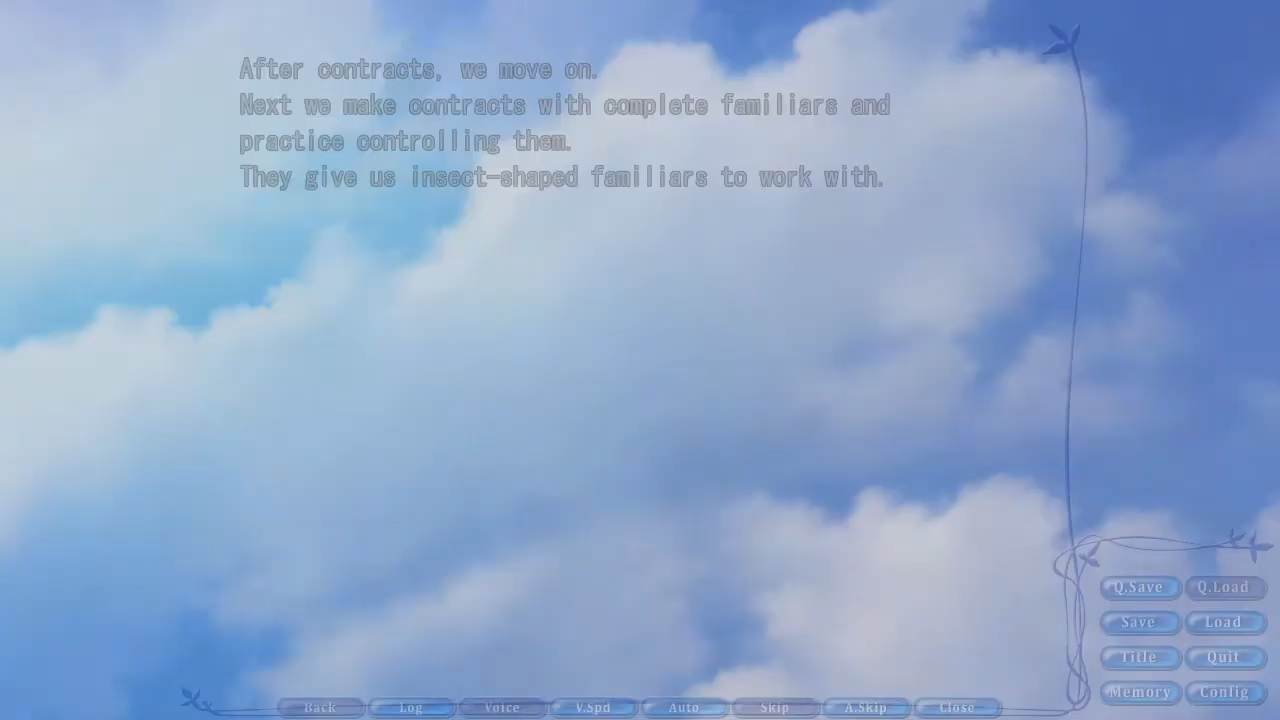 After contracts, we move on.
Next we make contracts with complete familiars and
practice controlling them.
They give us insect-shaped familiars to work with.
Q.Save Q.Load
Save Load
Title Quit
Memory Config
Back Log Voice V.Spd Auto Skip A.Skip Close